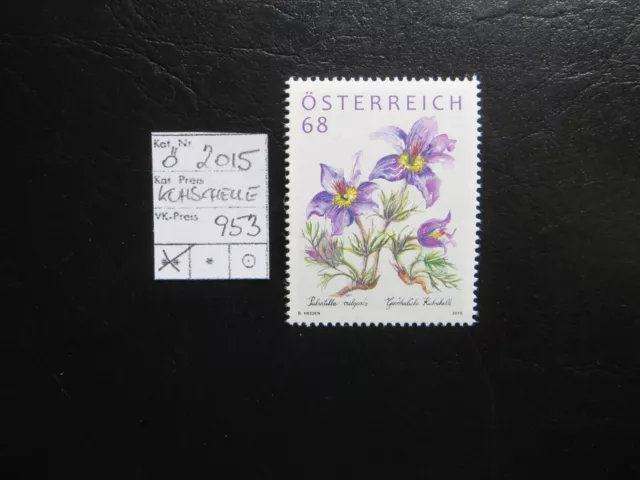 Kat. Nr.
Ö 2015
Kat. Preis
KUHSCHELLE
VK-Preis
953
** * ⊙
ÖSTERREICH
68
Pulsatilla vulgaris Gewöhnliche Kuhschelle
2015